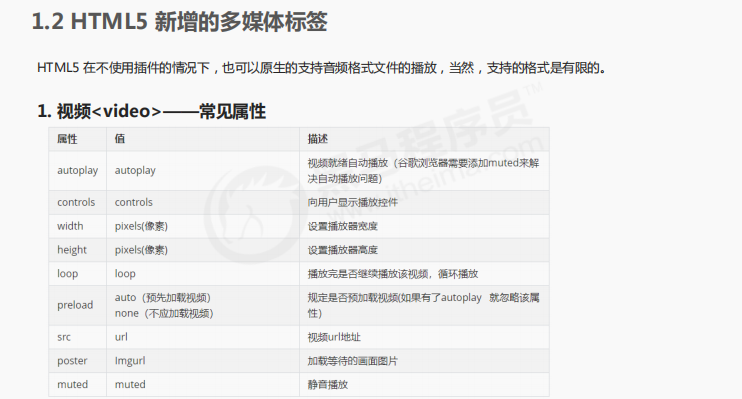 1.2 HTML5 新增的多媒体标签
HTML5 在不使用插件的情况下，也可以原生的支持音频格式文件的播放，当然，支持的格式是有限的。
1. 视频<video>——常见属性
属性 值 描述
autoplay autoplay 视频就绪自动播放（谷歌浏览器需要添加muted来解
决自动播放问题）
controls controls 向用户显示播放控件
width pixels(像素) 设置播放器宽度
height pixels(像素) 设置播放器高度
loop loop 播放完是否继续播放该视频，循环播放
preload auto（预先加载视频） 规定是否预加载视频(如果有了autoplay 就忽略该属
none（不应加载视频） 性）
src url 视频url地址
poster Imgurl 加载等待的画面图片
muted muted 静音播放
黑马程序员™
www.itheima.com